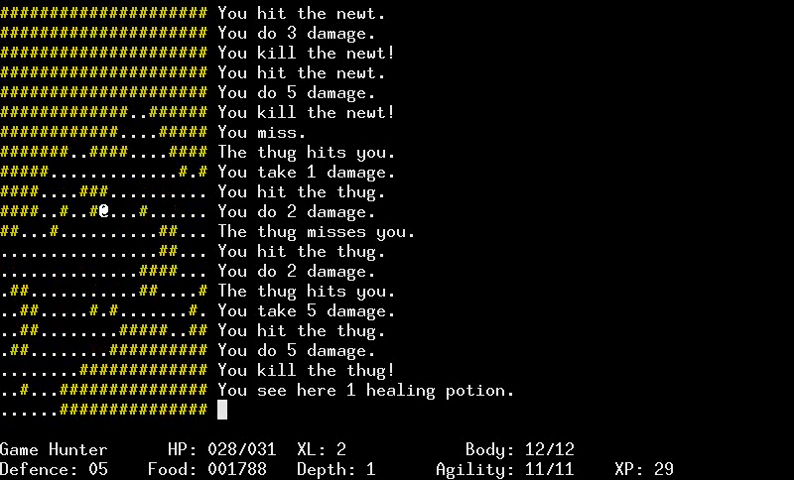 ##################### You hit the newt.
##################### You do 3 damage.
##################### You kill the newt!
##################### You hit the newt.
##################### You do 5 damage.
#############..###### You kill the newt!
############....##### You miss.
#######..####....#### The thug hits you.
#####.............#.# You take 1 damage.
####....###.......... You hit the thug.
####..#..#@...#...... You do 2 damage.
##...#..........##... The thug misses you.
................##... You hit the thug.
..............####... You do 2 damage.
.##...........##....# The thug hits you.
..##.....#.#.......#. You take 5 damage.
..##........#####..## You hit the thug.
.##........########## You do 5 damage.
........############# You kill the thug!
..#...############### You see here 1 healing potion.
......###############
Game Hunter HP: 028/031 XL: 2 Body: 12/12
Defence: 05 Food: 001788 Depth: 1 Agility: 11/11 XP: 29